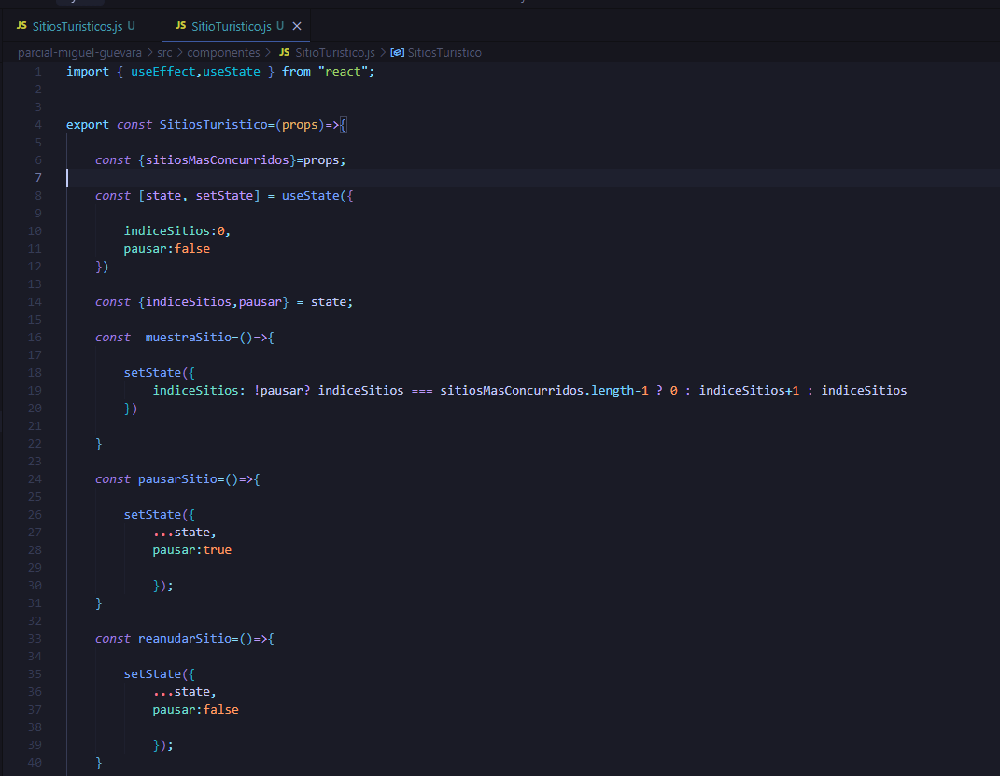 JS SitiosTuristicos.js U
JS SitioTuristico.js U ×
parcial-miguel-guevara > src > componentes > JS SitioTuristico.js > SitiosTuristico
1 import { useEffect,useState } from "react";
2
3
4 export const SitiosTuristico=(props)=>{
5
6 const {sitiosMasConcurridos}=props;
7
8 const [state, setState] = useState({
9
10 indiceSitios:0,
11 pausar:false
12 })
13
14 const {indiceSitios,pausar} = state;
15
16 const  muestraSitio=()=>{
17
18 setState({
19 indiceSitios: !pausar? indiceSitios === sitiosMasConcurridos.length-1 ? 0 : indiceSitios+1 : indiceSitios
20 })
21
22 }
23
24 const pausarSitio=()=>{
25
26 setState({
27 ...state,
28 pausar:true
29
30 });
31 }
32
33 const reanudarSitio=()=>{
34
35 setState({
36 ...state,
37 pausar:false
38
39 });
40 }